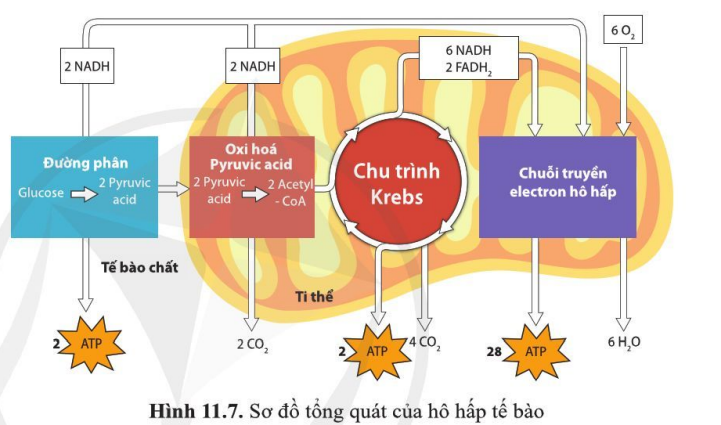 6 O₂
2 NADH
2 NADH
6 NADH
2 FADH₂
Đường phân
Glucose
2 Pyruvic
acid
Oxi hoá
Pyruvic acid
2 Pyruvic
acid
2 Acetyl
- CoA
Chu trình
Krebs
Chuỗi truyền
electron hô hấp
Tế bào chất
Ti thể
2 ATP
2 CO₂
2 ATP
4 CO₂
28 ATP
6 H₂O
Hình 11.7. Sơ đồ tổng quát của hô hấp tế bào